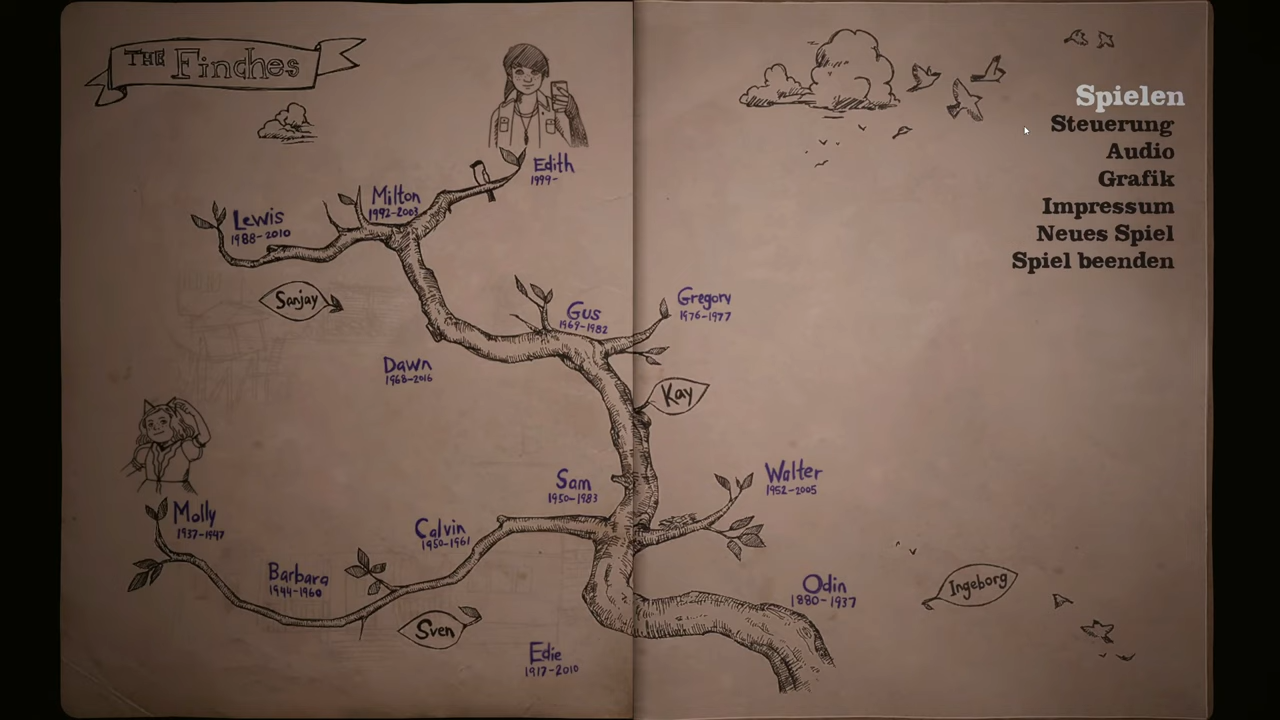 THE Finches
Edith
1999-
Milton
1992-2003
Lewis
1988-2010
Sanjay
Gus
1969-1982
Gregory
1976-1977
Dawn
1968-2016
Kay
Sam
1950-1983
Walter
1952-2005
Molly
1937-1947
Calvin
1950-1961
Barbara
1944-1960
Sven
Odin
1880-1937
Ingeborg
Edie
1917-2010
Spielen
Steuerung
Audio
Grafik
Impressum
Neues Spiel
Spiel beenden